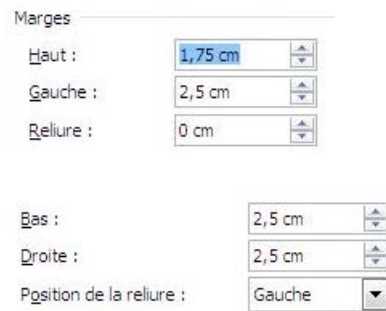 Marges
Haut : 1,75 cm
Gauche : 2,5 cm
Reliure : 0 cm
Bas : 2,5 cm
Droite : 2,5 cm
Position de la reliure : Gauche